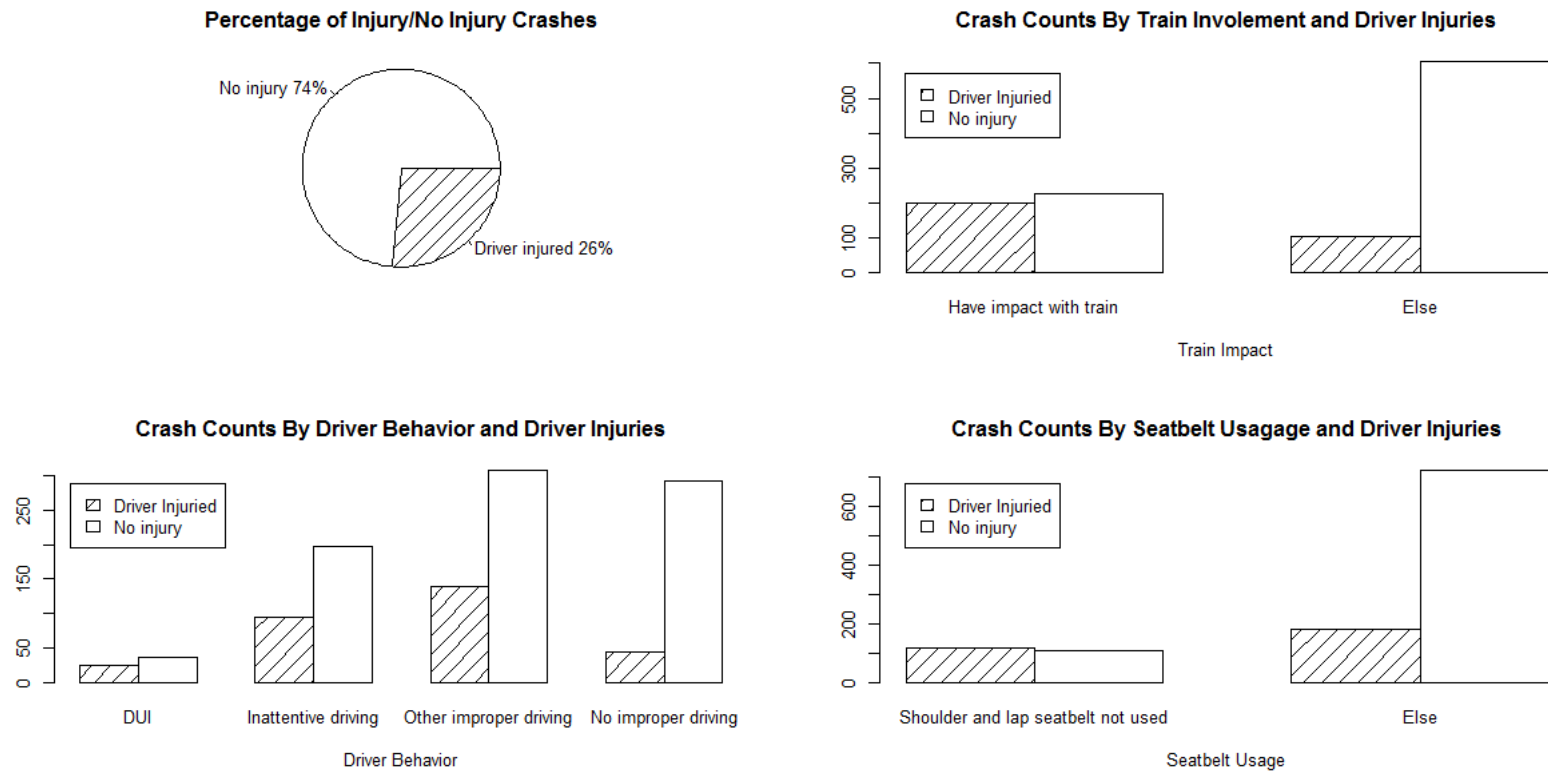 Percentage of Injury/No Injury Crashes
No injury 74%
Driver injured 26%
Crash Counts By Train Involement and Driver Injuries
500
300
100
0
Driver Injuried
No injury
Have impact with train
Else
Train Impact
Crash Counts By Driver Behavior and Driver Injuries
250
150
50
0
Driver Injuried
No injury
DUI
Inattentive driving
Other improper driving
No improper driving
Driver Behavior
Crash Counts By Seatbelt Usagage and Driver Injuries
600
400
200
0
Driver Injuried
No injury
Shoulder and lap seatbelt not used
Else
Seatbelt Usage